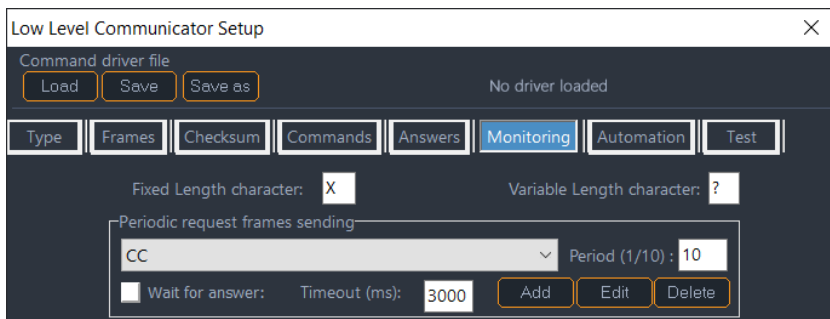 Low Level Communicator Setup
Command driver file
Load Save Save as No driver loaded
Type Frames Checksum Commands Answers Monitoring Automation Test
Fixed Length character: X Variable Length character: ?
Periodic request frames sending
CC Period (1/10) : 10
Wait for answer: Timeout (ms): 3000 Add Edit Delete